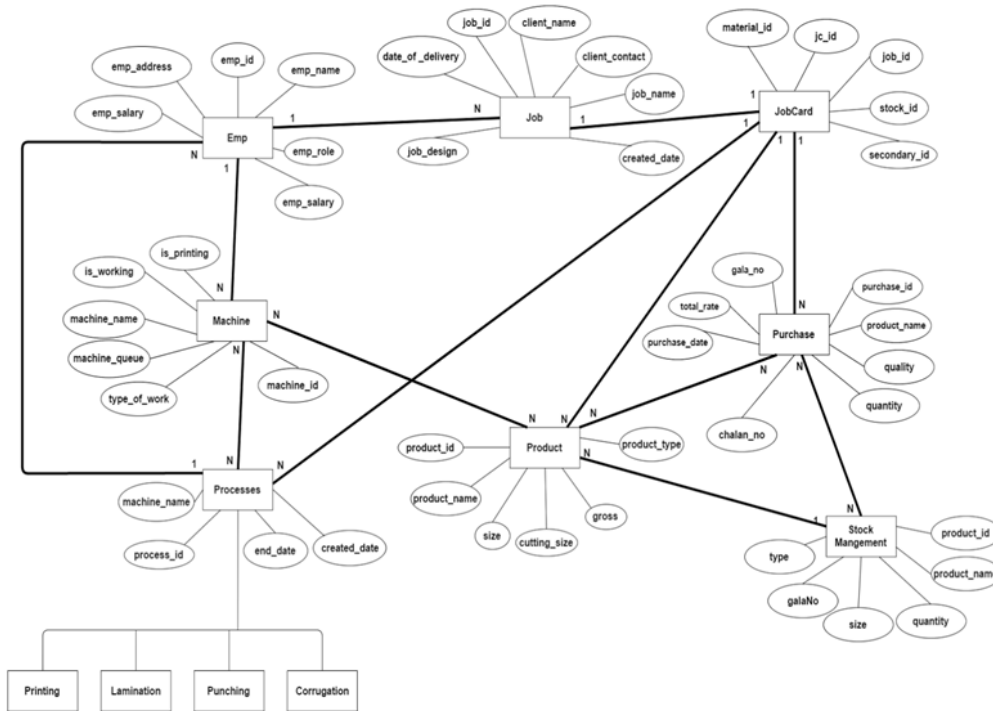 job_id
client_name
material_id
jc_id
emp_id
emp_address
emp_name
date_of _delivery
client_contact
job_id
emp_salary
job_name
stock_id
1
N
1
1
Emp
Job
JobCard
N
1
1
1
1
emp_role
job_design
created_date
secondary_id
emp_salary
is_printing
gala_no
is_working
purchase_id
total_rate
N
machine_name
Machine
N
Purchase
product_name
purchase_date
N
machine_queue
N
N
quality
machine_id
type_of_work
quantity
N
N
N
chalan_no
product_id
Product
product_type
1
N
N
N
Processes
machine_name
product_name
gross
N
size
cutting_size
1
Stock
Mangement
product_id
process_id
end_date
created_date
type
product_name
galaNo
size
quantity
Printing
Lamination
Punching
Corrugation